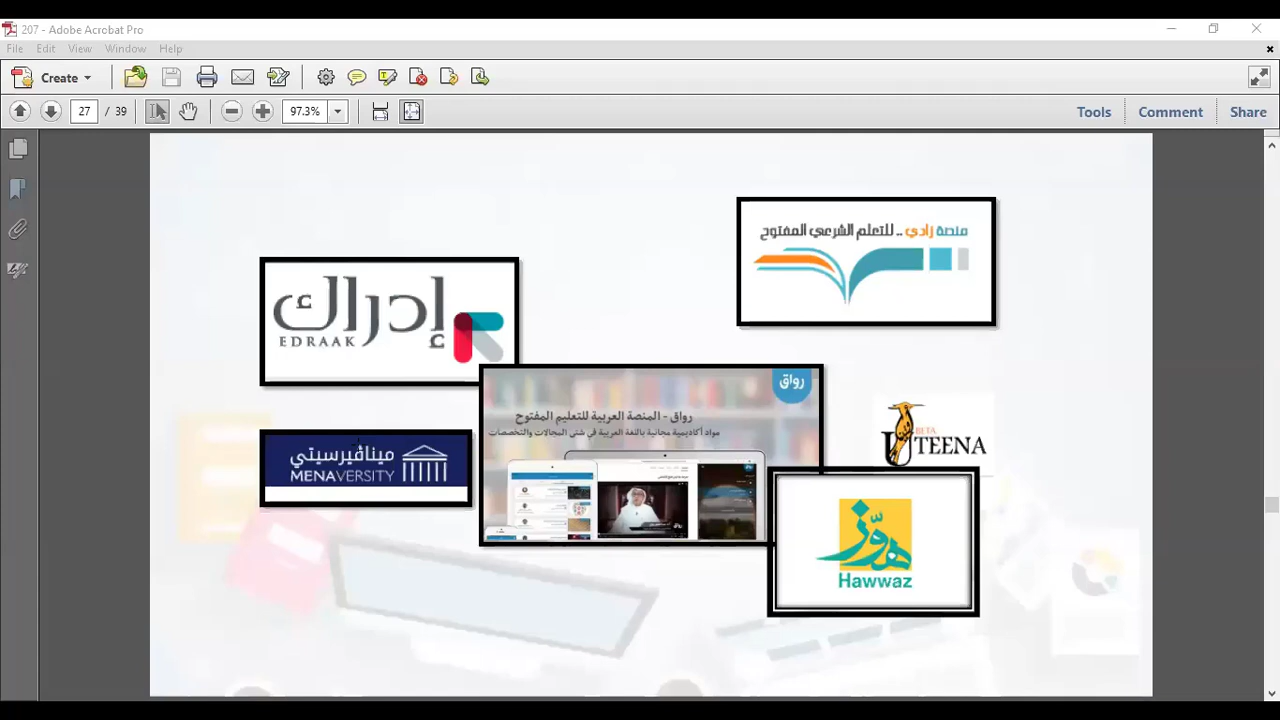 207 - Adobe Acrobat Pro
File Edit View Window Help
Create
27 / 39
97.3%
Tools Comment Share
منصة زادي .. للتعلم الشرعي المفتوح
إدراك
EDRAAK
رواق
رواق - المنصة العربية للتعليم المفتوح
مواد أكاديمية مجانية باللغة العربية في شتى المجالات والتخصصات
BETA
UTEENA
ميناڤيرسيتي
MENAVERSITY
هوّز
Hawwaz